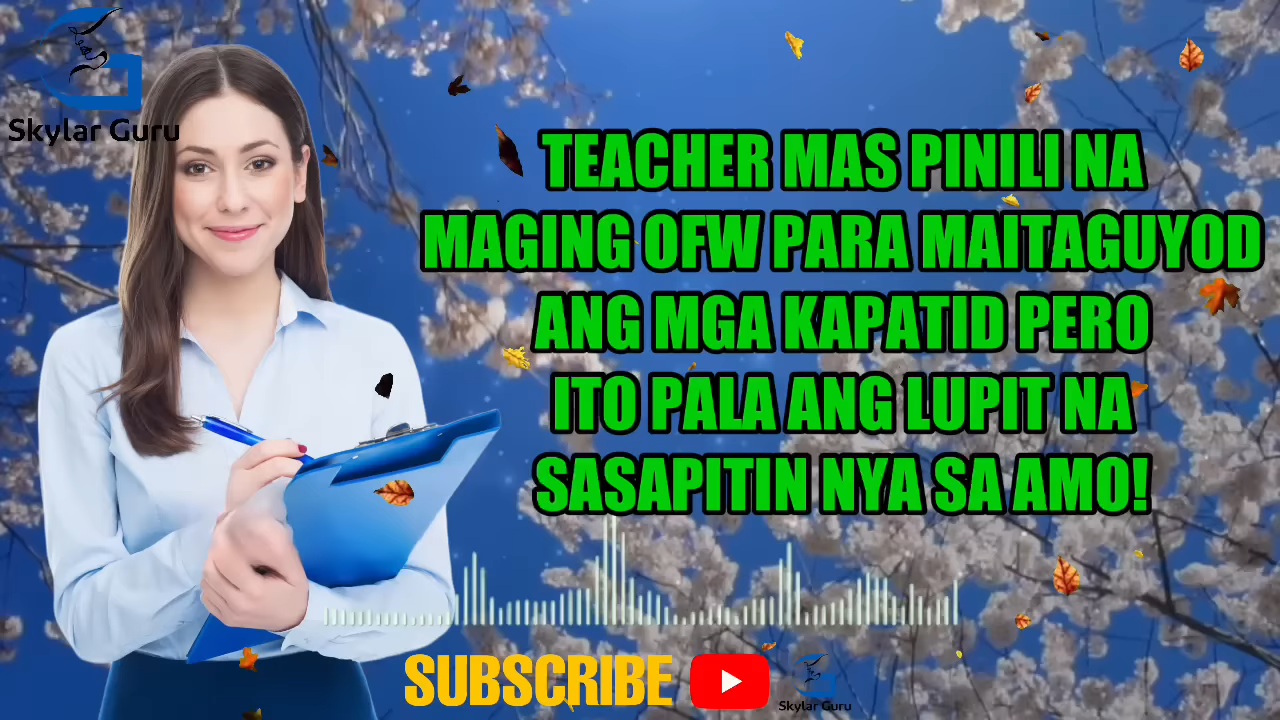 Skylar Guru
TEACHER MAS PINILI NA
MAGING OFW PARA MAITAGUYOD
ANG MGA KAPATID PERO
ITO PALA ANG LUPIT NA
SASAPITIN NYA SA AMO!
SUBSCRIBE
Skylar Guru